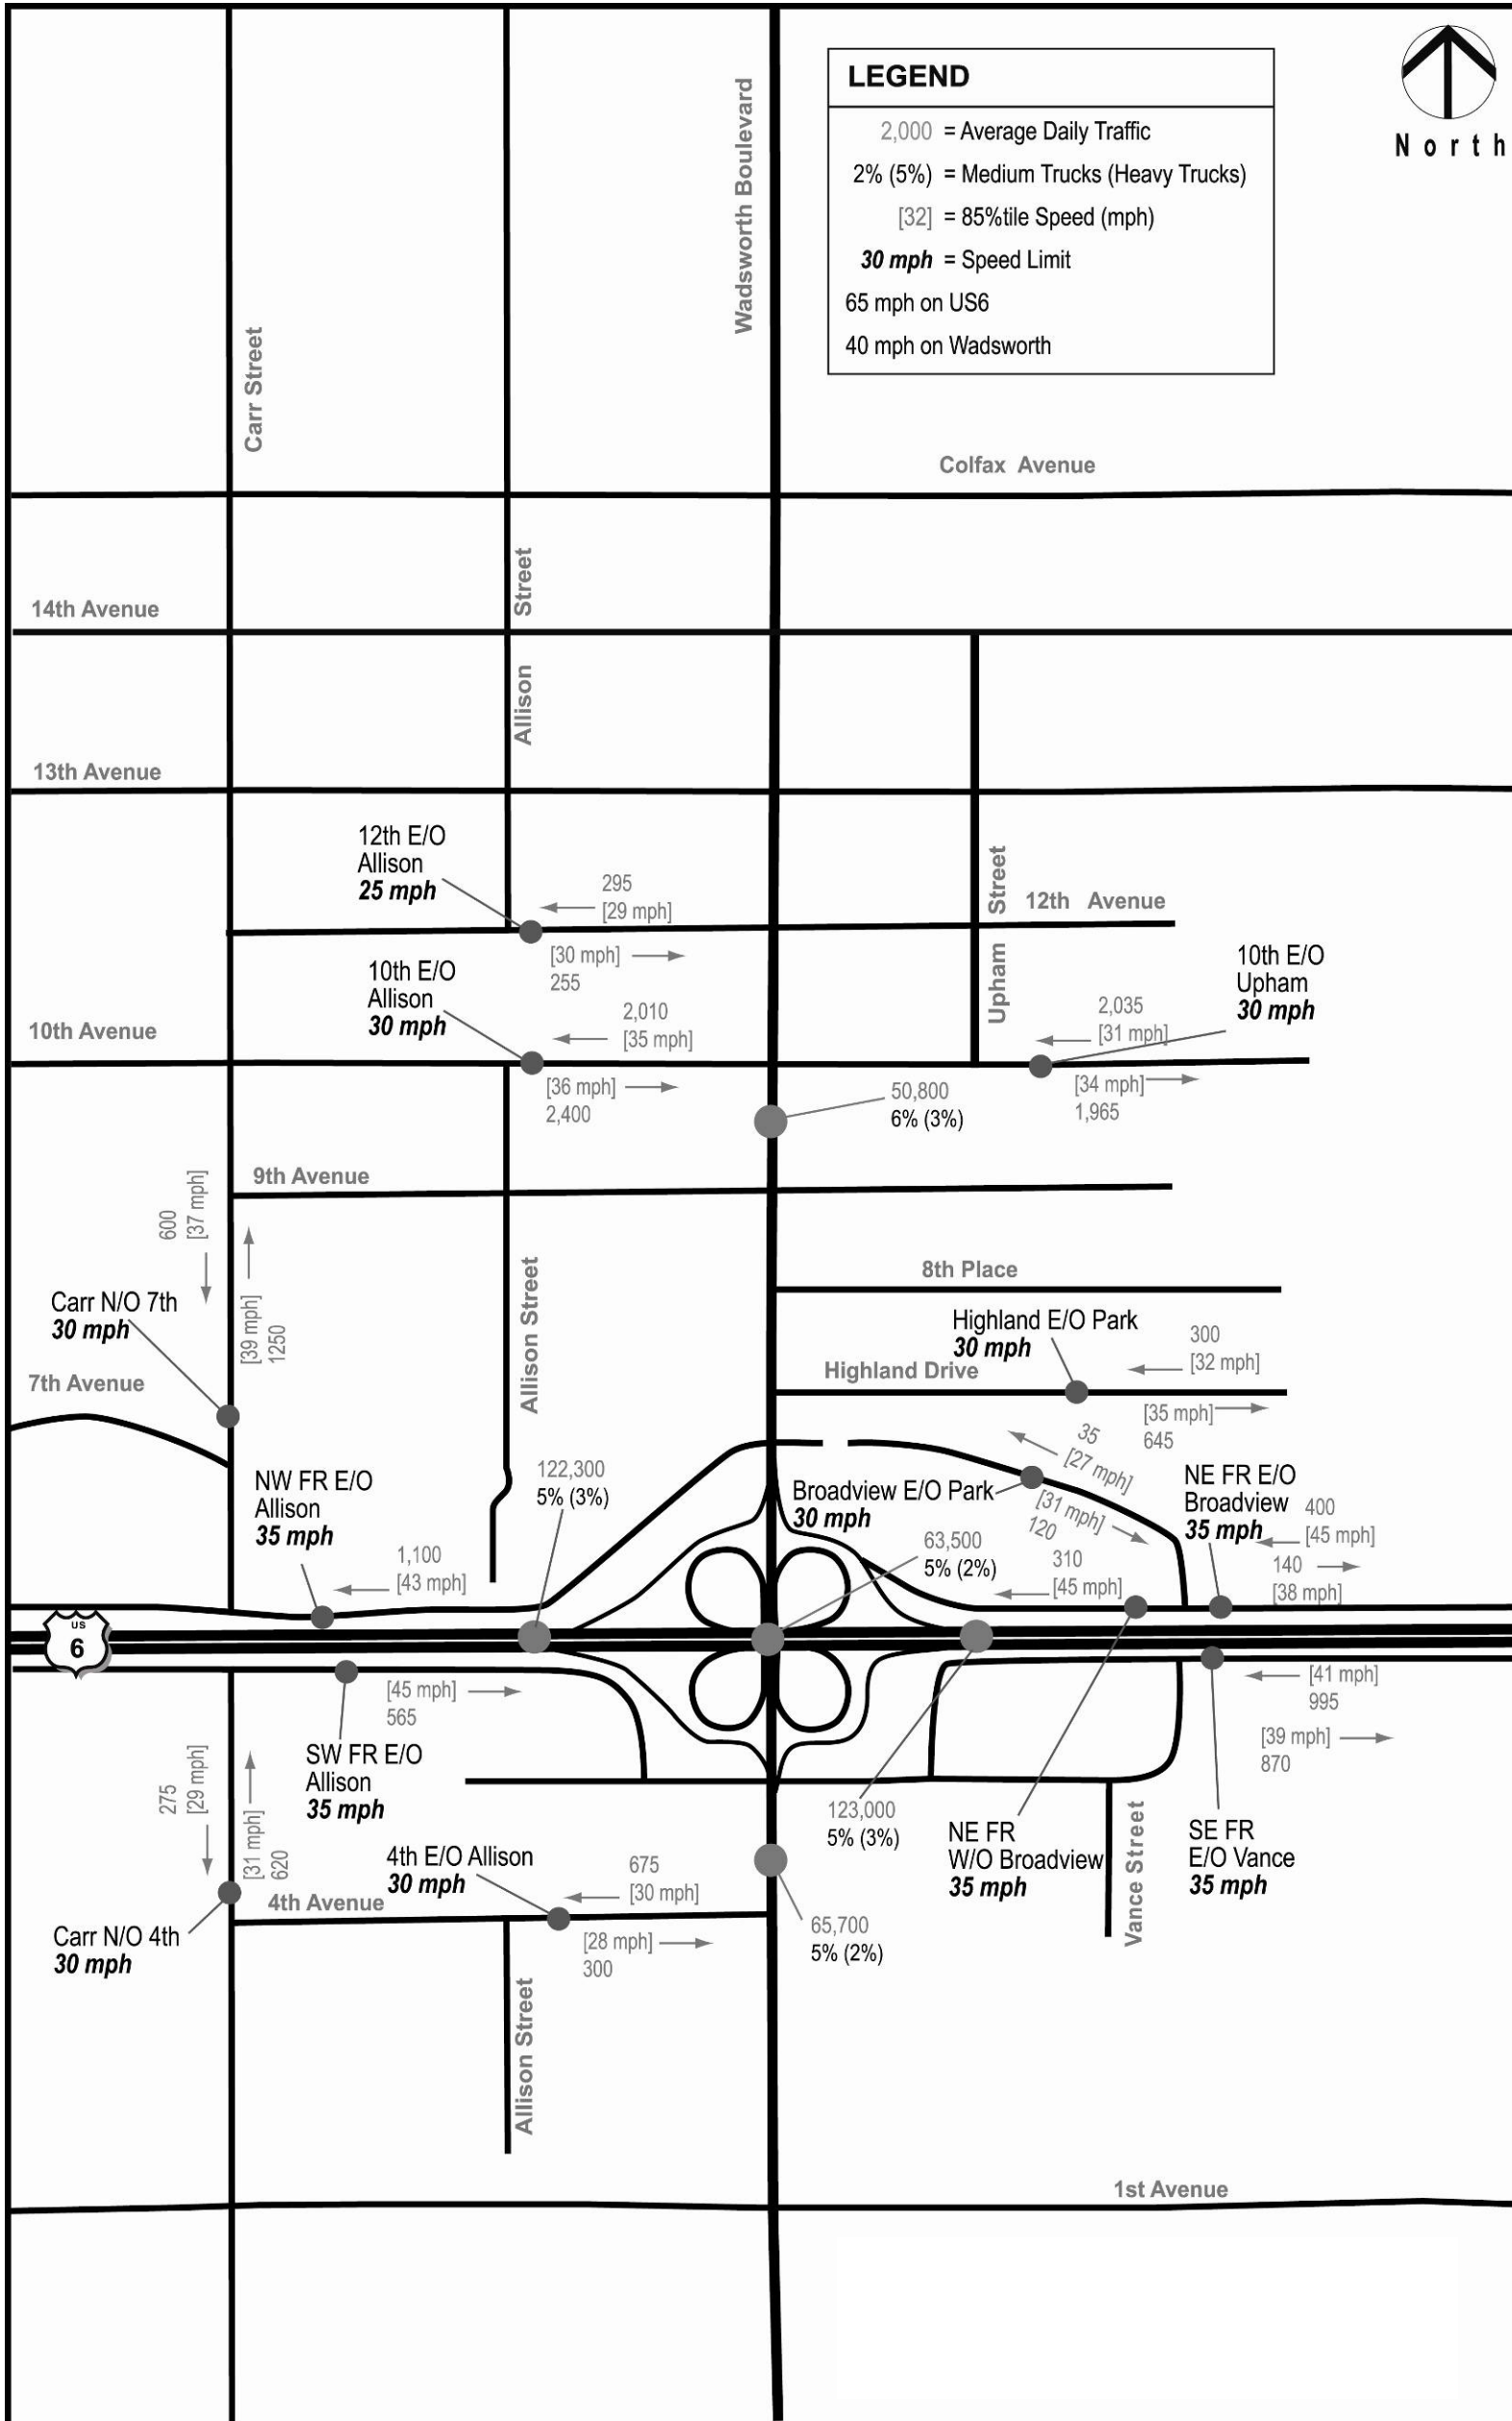 LEGEND
2,000 = Average Daily Traffic
2% (5%) = Medium Trucks (Heavy Trucks)
[32] = 85%tile Speed (mph)
30 mph = Speed Limit
65 mph on US6
40 mph on Wadsworth
North
Wadsworth Boulevard
Carr Street
Colfax Avenue
Street
Allison
14th Avenue
13th Avenue
12th E/O
Allison
25 mph
295
[29 mph]
[30 mph]
255
Street
Upham
12th Avenue
10th E/O
Allison
30 mph
2,010
[35 mph]
[36 mph]
2,400
10th Avenue
10th E/O
Upham
30 mph
2,035
[31 mph]
[34 mph]
1,965
50,800
6% (3%)
9th Avenue
600
[37 mph]
[39 mph]
1250
Carr N/O 7th
30 mph
7th Avenue
Allison Street
8th Place
Highland E/O Park
30 mph
Highland Drive
300
[32 mph]
[35 mph]
645
35
[27 mph]
[31 mph]
120
Broadview E/O Park
30 mph
NE FR E/O
Broadview
35 mph
400
[45 mph]
140
[38 mph]
NW FR E/O
Allison
35 mph
122,300
5% (3%)
1,100
[43 mph]
63,500
5% (2%)
310
[45 mph]
US
6
[45 mph]
565
SW FR E/O
Allison
35 mph
[41 mph]
995
[39 mph]
870
275
[29 mph]
[31 mph]
620
123,000
5% (3%)
NE FR
W/O Broadview
35 mph
Vance Street
SE FR
E/O Vance
35 mph
4th E/O Allison
30 mph
675
[30 mph]
[28 mph]
300
4th Avenue
Carr N/O 4th
30 mph
65,700
5% (2%)
Allison Street
1st Avenue